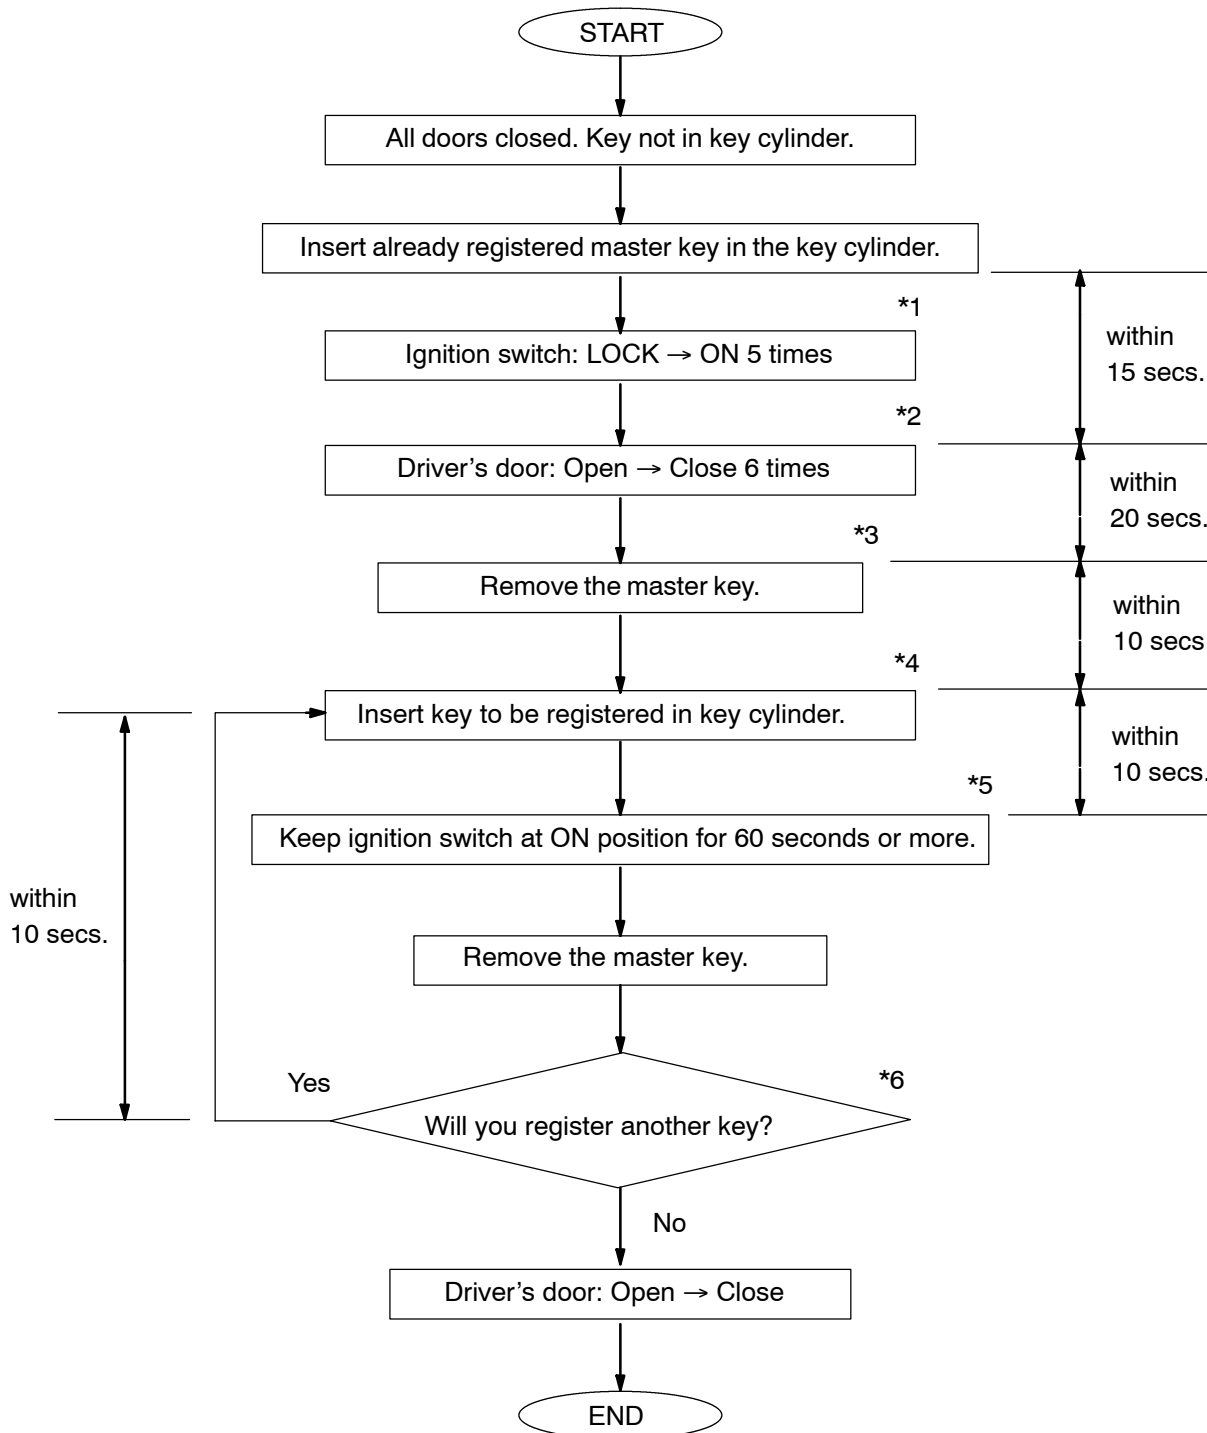 START
All doors closed. Key not in key cylinder.
Insert already registered master key in the key cylinder.
*1
Ignition switch: LOCK → ON 5 times
within
15 secs.
*2
Driver’s door: Open → Close 6 times
within
20 secs.
*3
Remove the master key.
within
10 secs
*4
Insert key to be registered in key cylinder.
within
10 secs.
*5
Keep ignition switch at ON position for 60 seconds or more.
within
10 secs.
Remove the master key.
Yes
*6
Will you register another key?
No
Driver’s door: Open → Close
END